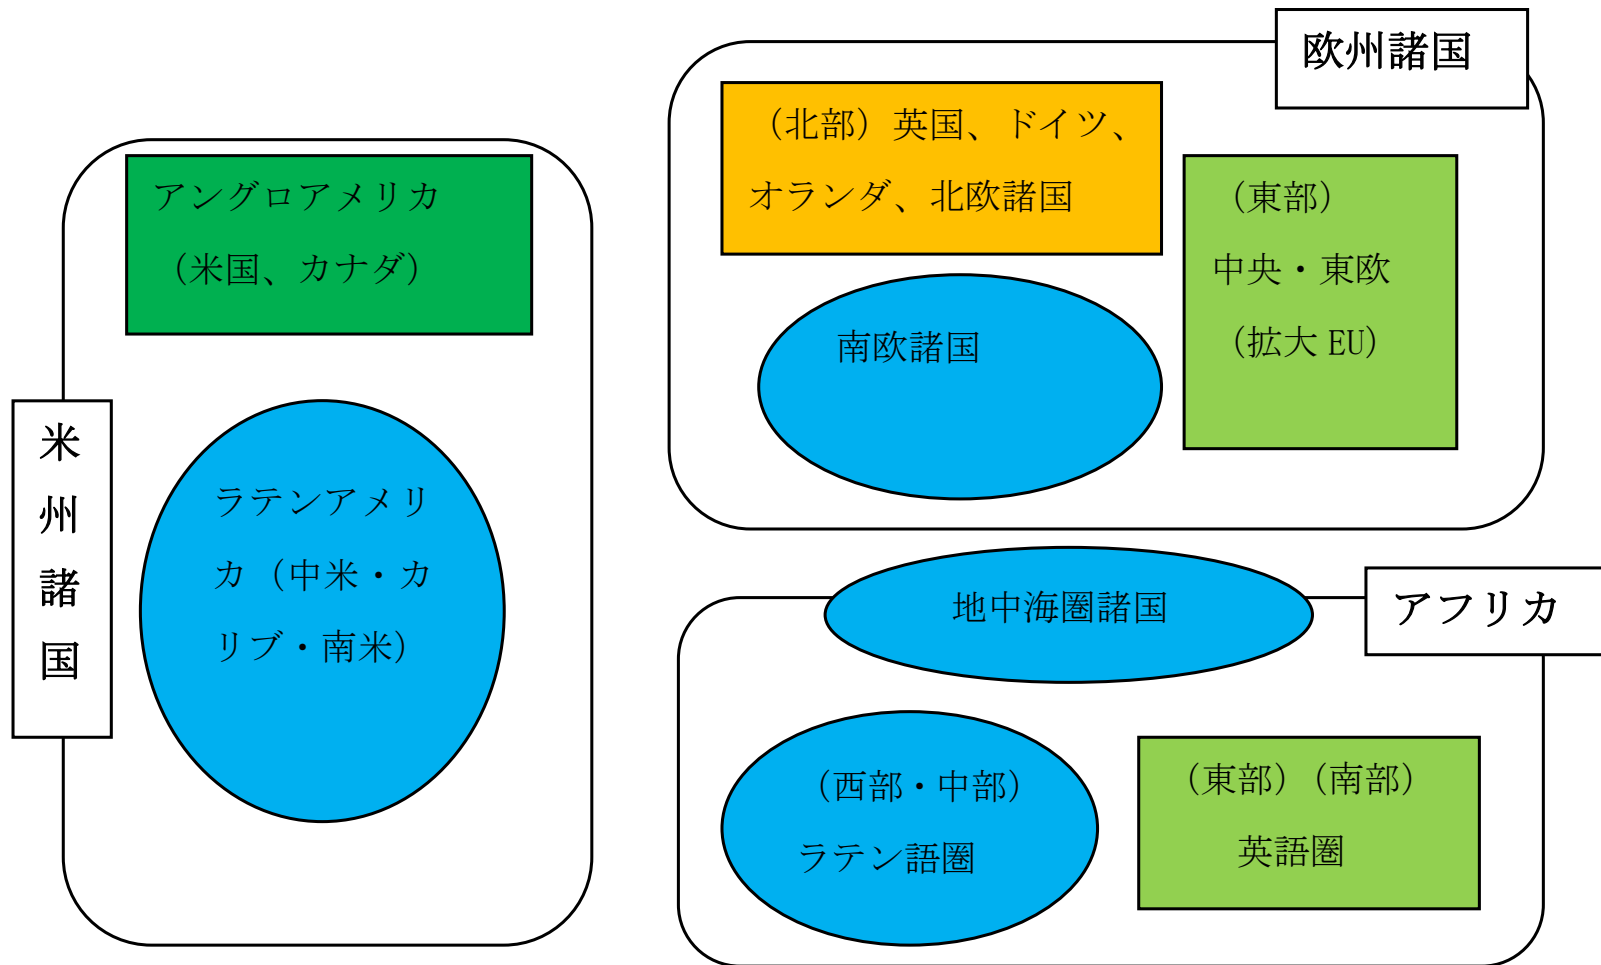 欧州諸国
（北部）英国、ドイツ、
オランダ、北欧諸国
（東部）
中央・東欧
（拡大 EU）
南欧諸国
アングロアメリカ
（米国、カナダ）
米州諸国
ラテンアメリ
カ（中米・カ
リブ・南米）
地中海圏諸国
アフリカ
（西部・中部）
ラテン語圏
（東部）（南部）
英語圏